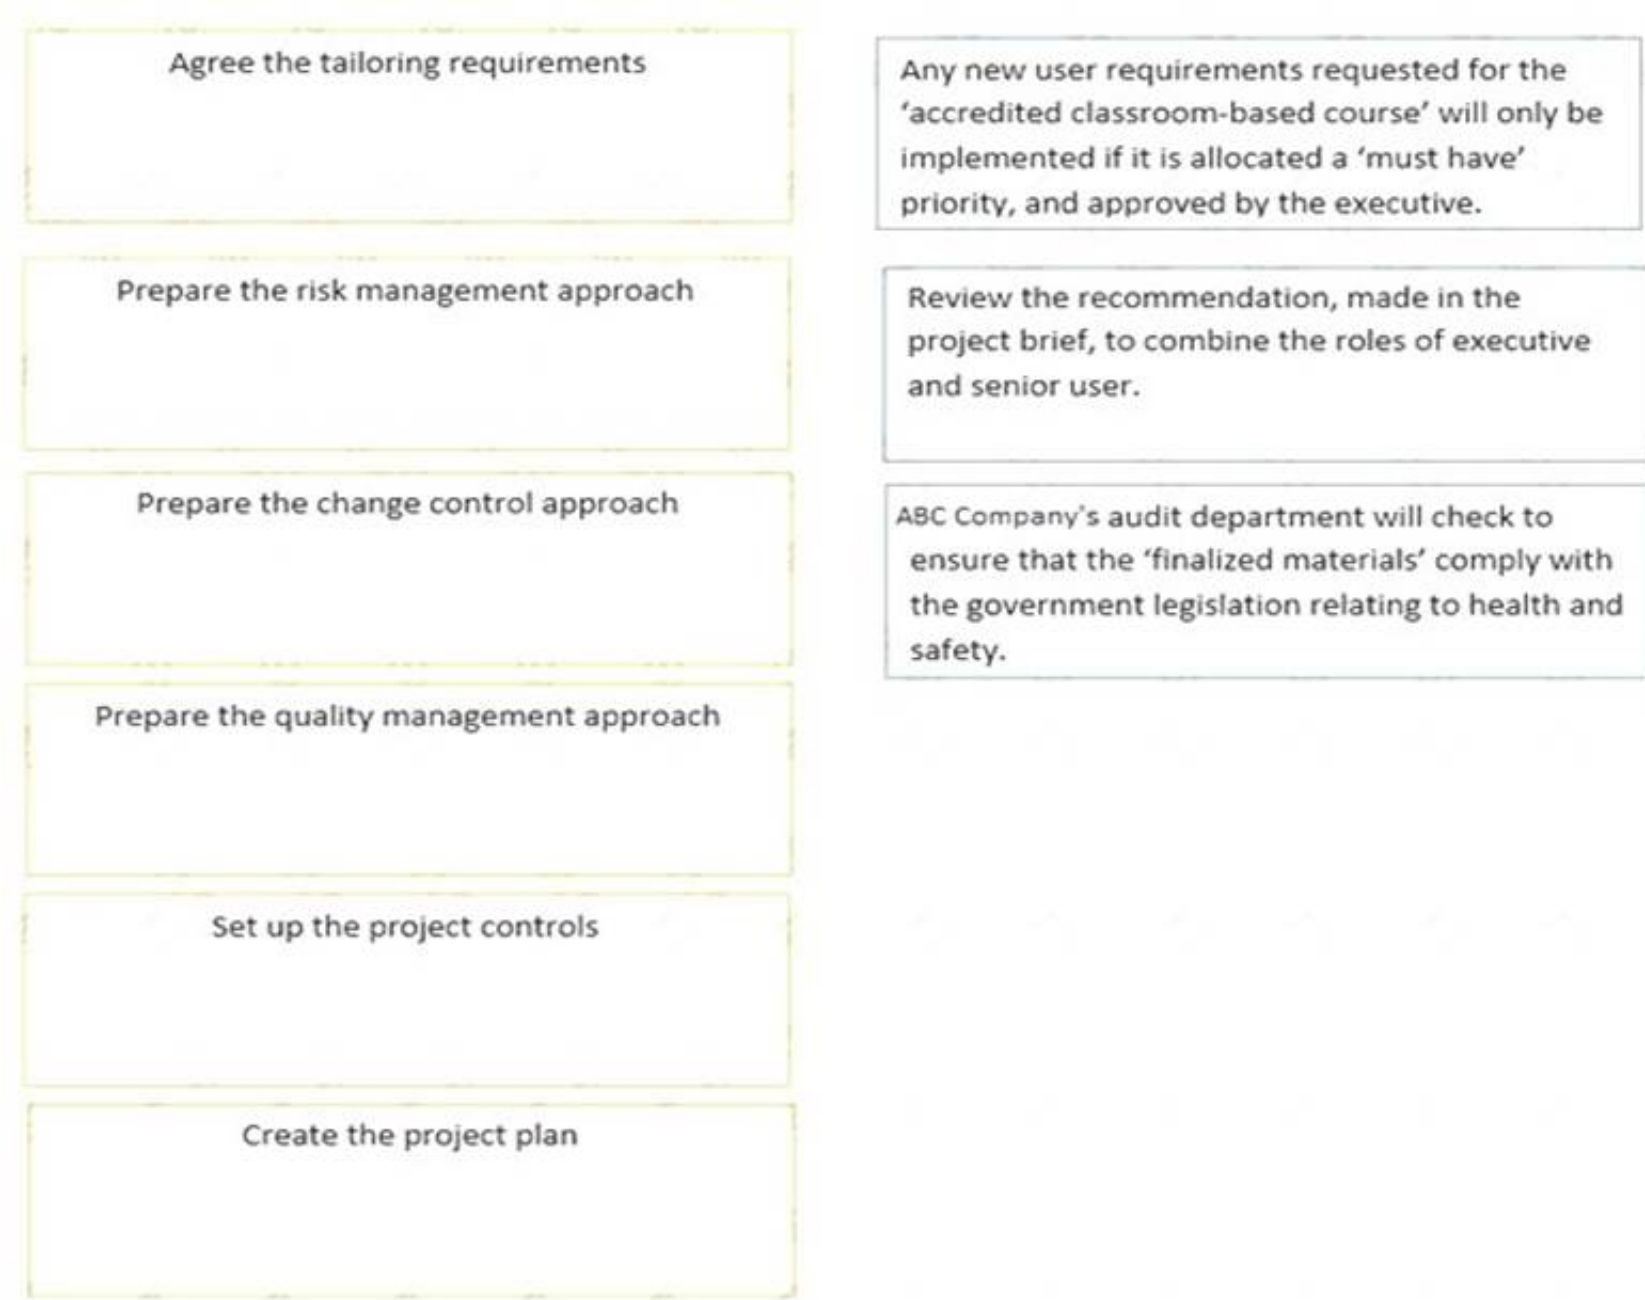 Agree the tailoring requirements
Prepare the risk management approach
Prepare the change control approach
Prepare the quality management approach
Set up the project controls
Create the project plan
Any new user requirements requested for the
‘accredited classroom-based course’ will only be
implemented if it is allocated a ‘must have’
priority, and approved by the executive.
Review the recommendation, made in the
project brief, to combine the roles of executive
and senior user.
ABC Company's audit department will check to
ensure that the ‘finalized materials’ comply with
the government legislation relating to health and
safety.